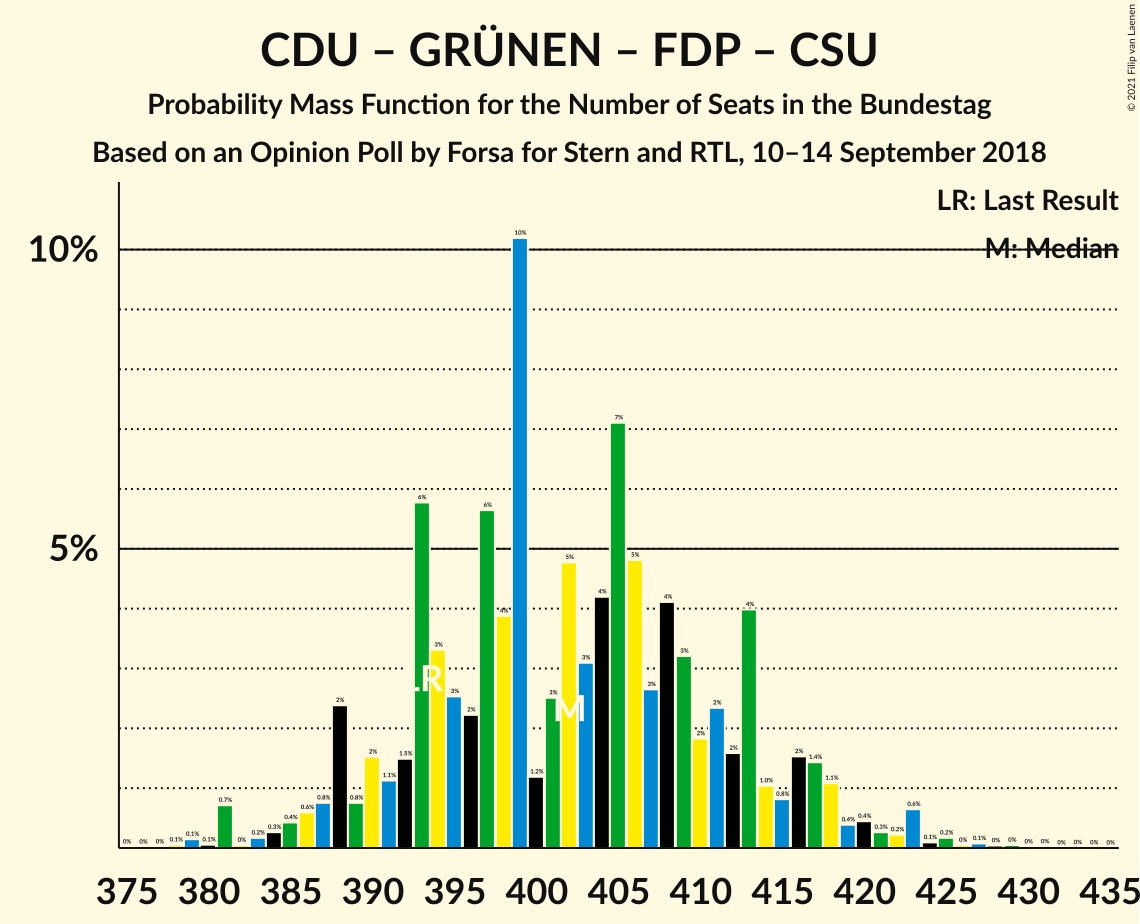 CDU – GRÜNEN – FDP – CSU
Probability Mass Function for the Number of Seats in the Bundestag
Based on an Opinion Poll by Forsa for Stern and RTL, 10–14 September 2018
© 2021 Filip van Laenen
LR: Last Result
M: Median
10%
5%
0% 0% 0% 0.1% 0.1% 0.1% 0.7% 0% 0.2% 0.3% 0.4% 0.6% 0.8% 2% 0.8% 2% 1.1% 1.5% 6% 3% 3% 2% 6% 4% 10% 1.2% 3% 5% 3% 4% 7% 5% 3% 4% 3% 2% 2% 2% 4% 1.0% 0.8% 2% 1.4% 1.1% 0.4% 0.4% 0.3% 0.2% 0.6% 0.1% 0.2% 0% 0.1% 0% 0% 0% 0% 0% 0% 0% 0%
LR
M
375 380 385 390 395 400 405 410 415 420 425 430 435